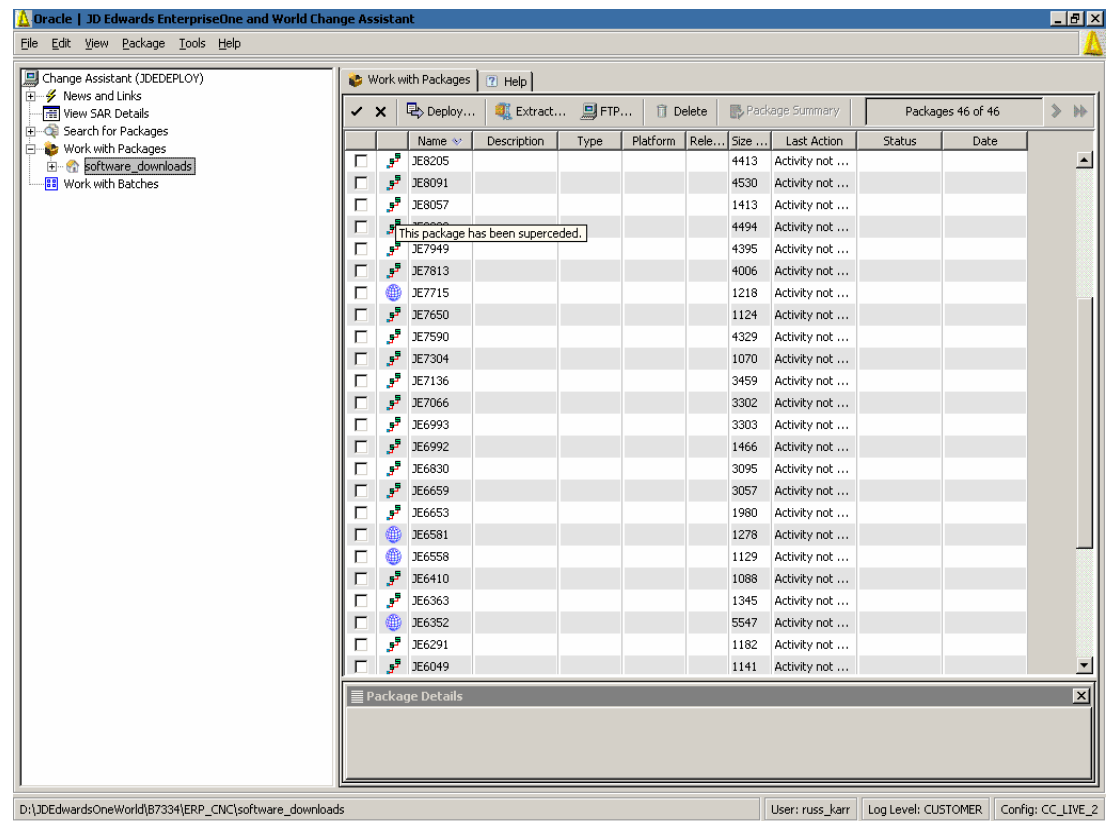 Oracle | JD Edwards EnterpriseOne and World Change Assistant
File Edit View Package Tools Help
Change Assistant (JDEDEPLOY)
News and Links
View SAR Details
Search for Packages
Work with Packages
software_downloads
Work with Batches
Work with Packages ? Help
Deploy... Extract... FTP... Delete Package Summary Packages 46 of 46
Name Description Type Platform Rele... Size ... Last Action Status Date
JE8205 4413 Activity not ...
JE8091 4530 Activity not ...
JE8057 1413 Activity not ...
4494 Activity not ...
This package has been superceded.
JE7949 4395 Activity not ...
JE7813 4006 Activity not ...
JE7715 1218 Activity not ...
JE7650 1124 Activity not ...
JE7590 4329 Activity not ...
JE7304 1070 Activity not ...
JE7136 3459 Activity not ...
JE7066 3302 Activity not ...
JE6993 3303 Activity not ...
JE6992 1466 Activity not ...
JE6830 3095 Activity not ...
JE6659 3057 Activity not ...
JE6653 1980 Activity not ...
JE6581 1278 Activity not ...
JE6558 1129 Activity not ...
JE6410 1088 Activity not ...
JE6363 1345 Activity not ...
JE6352 5547 Activity not ...
JE6291 1182 Activity not ...
JE6049 1141 Activity not ...
Package Details
D:\JDEdwardsOneWorld\B7334\ERP_CNC\software_downloads User: russ_karr Log Level: CUSTOMER Config: CC_LIVE_2